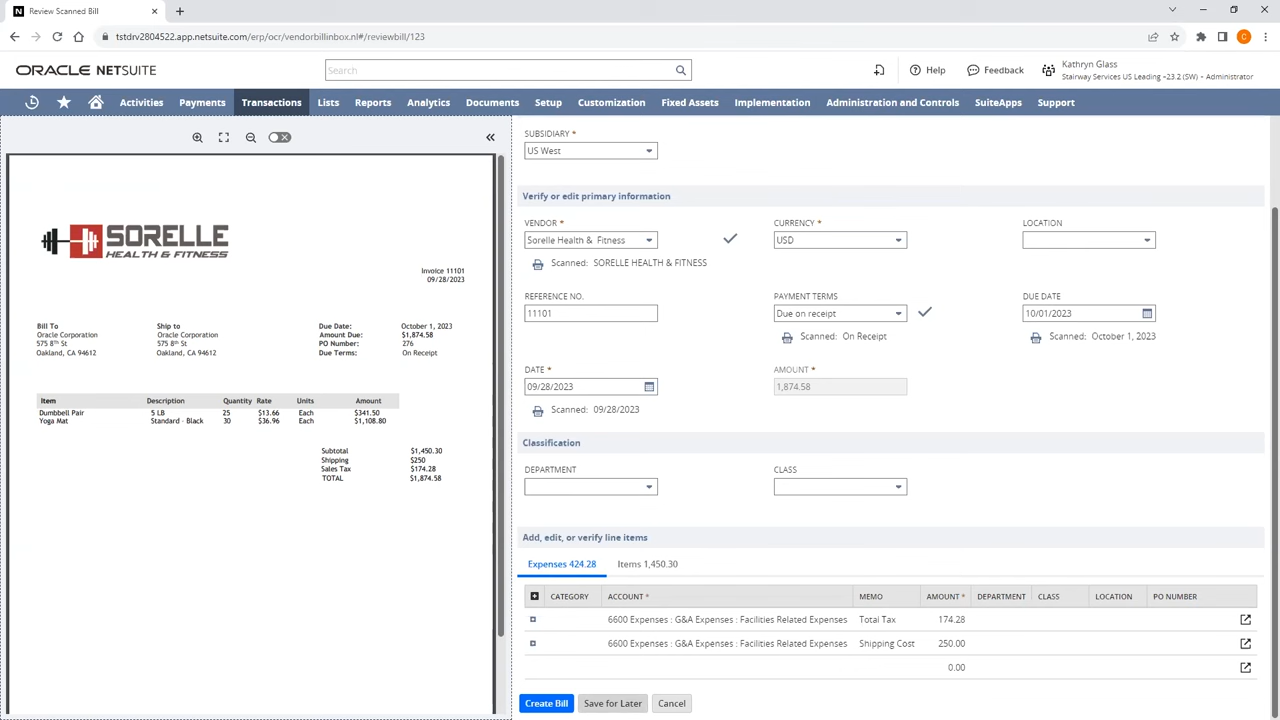 Review Scanned Bill
tstdrv2804522.app.netsuite.com/erp/ocr/vendorbillinbox.nl#/reviewbill/123
C
ORACLE NETSUITE
Search
Help
Feedback
Kathryn Glass
Stairway Services US Leading -23.2 (SW) - Administrator
Activities Payments Transactions Lists Reports Analytics Documents Setup Customization Fixed Assets Implementation Administration and Controls SuiteApps Support
SORELLE
HEALTH & FITNESS
Invoice 11101
09/28/2023
Bill To
Oracle Corporation
575 8th St
Oakland, CA 94612
Ship to
Oracle Corporation
575 8th St
Oakland, CA 94612
Due Date: October 1, 2023
Amount Due: $1,874.58
PO Number: 276
Due Terms: On Receipt
Item Description Quantity Rate Units Amount
Dumbbell Pair 5 LB 25 $13.66 Each $341.50
Yoga Mat Standard - Black 30 $36.96 Each $1,108.80
Subtotal $1,450.30
Shipping $250
Sales Tax $174.28
TOTAL $1,874.58
SUBSIDIARY *
US West
Verify or edit primary information
VENDOR * CURRENCY * LOCATION
Sorelle Health & Fitness USD
Scanned: SORELLE HEALTH & FITNESS
REFERENCE NO. PAYMENT TERMS DUE DATE
11101 Due on receipt 10/01/2023
Scanned: On Receipt Scanned: October 1, 2023
DATE * AMOUNT *
09/28/2023 1,874.58
Scanned: 09/28/2023
Classification
DEPARTMENT CLASS
Add, edit, or verify line items
Expenses 424.28 Items 1,450.30
CATEGORY ACCOUNT * MEMO AMOUNT * DEPARTMENT CLASS LOCATION PO NUMBER
6600 Expenses : G&A Expenses : Facilities Related Expenses Total Tax 174.28
6600 Expenses : G&A Expenses : Facilities Related Expenses Shipping Cost 250.00
0.00
Create Bill Save for Later Cancel